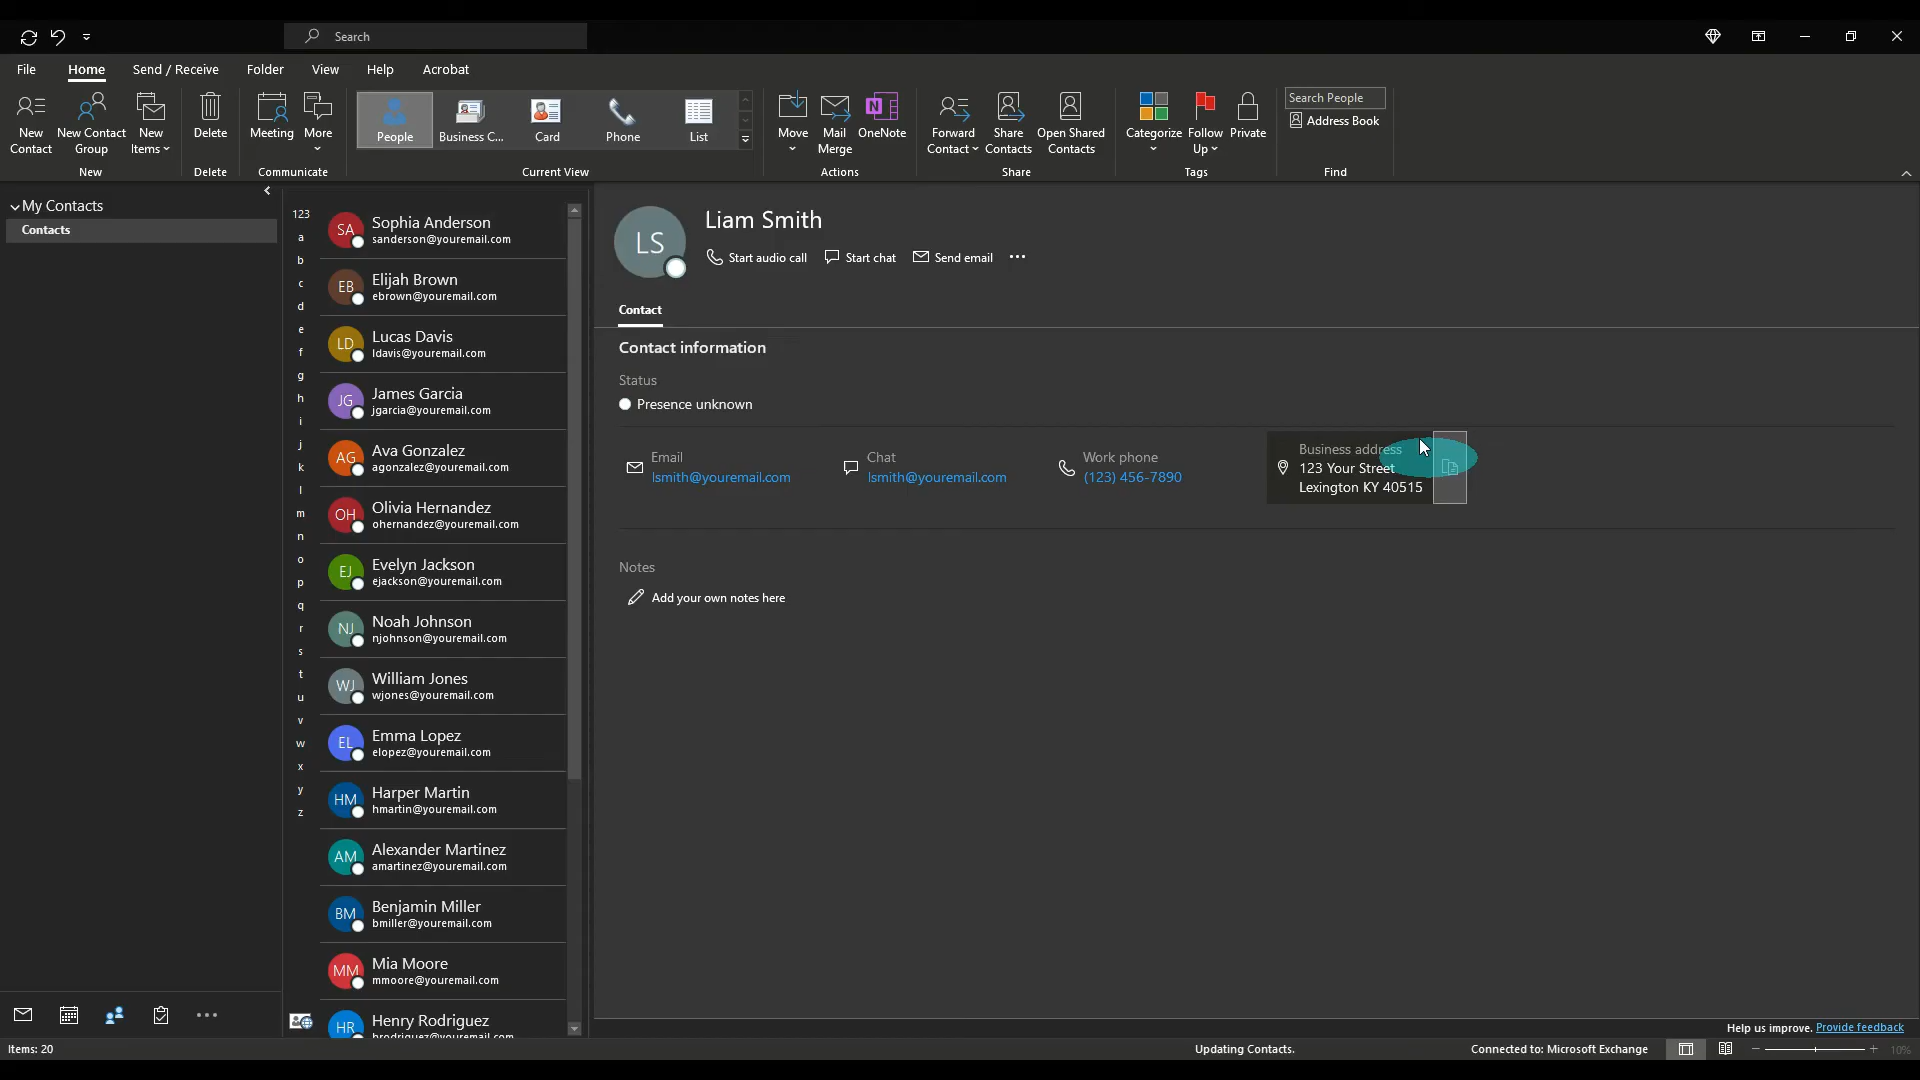 Search
File Home Send / Receive Folder View Help Acrobat
New Contact
New Contact Group
New Items
New
Delete
Delete
Meeting
More
Communicate
People
Business C...
Card
Phone
List
Current View
Move
Mail Merge
OneNote
Actions
Forward Contact
Share Contacts
Open Shared Contacts
Share
Categorize
Follow Up
Private
Tags
Search People
Address Book
Find
My Contacts
Contacts
123
a
b
c
d
e
f
g
h
i
j
k
l
m
n
o
p
q
r
s
t
u
v
w
x
y
z
SA Sophia Anderson
sanderson@youremail.com
EB Elijah Brown
ebrown@youremail.com
LD Lucas Davis
ldavis@youremail.com
JG James Garcia
jgarcia@youremail.com
AG Ava Gonzalez
agonzalez@youremail.com
OH Olivia Hernandez
ohernandez@youremail.com
EJ Evelyn Jackson
ejackson@youremail.com
NJ Noah Johnson
njohnson@youremail.com
WJ William Jones
wjones@youremail.com
EL Emma Lopez
elopez@youremail.com
HM Harper Martin
hmartin@youremail.com
AM Alexander Martinez
amartinez@youremail.com
BM Benjamin Miller
bmiller@youremail.com
MM Mia Moore
mmoore@youremail.com
HR Henry Rodriguez
hrodriguez@youremail.com
LS
Liam Smith
Start audio call Start chat Send email
Contact
Contact information
Status
Presence unknown
Email
lsmith@youremail.com
Chat
lsmith@youremail.com
Work phone
(123) 456-7890
Business address
123 Your Street
Lexington KY 40515
Notes
Add your own notes here
Help us improve. Provide feedback
Items: 20
Updating Contacts.
Connected to: Microsoft Exchange
10%